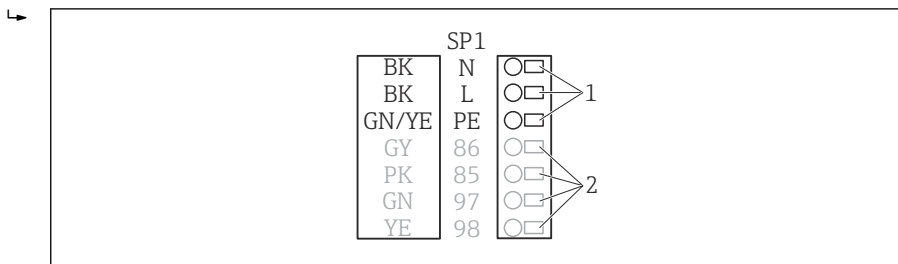 SP1
BK N
BK L 1
GN/YE PE
GY 86
PK 85 2
GN 97
YE 98